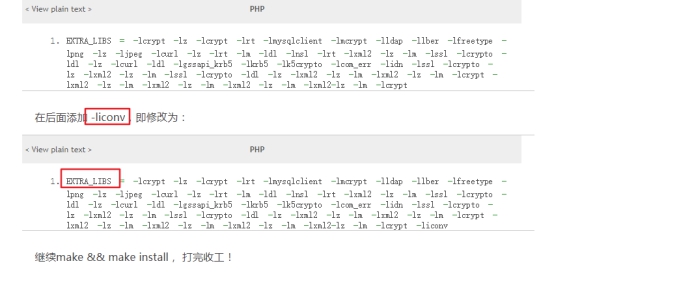 < View plain text > PHP
1. EXTRA_LIBS = -lcrypt -lz -lcrypt -lrt -lmysqlclient -lmcrypt -lldap -llber -lfreetype -
lpng -lz -ljpeg -lcurl -lz -lrt -lm -ldl -lnsl -lrt -lxml2 -lz -lm -lssl -lcrypto -
ldl -lz -lcurl -ldl -lgssapi_krb5 -lkrb5 -lk5crypto -lcom_err -lidn -lssl -lcrypto -
lz -lxml2 -lz -lm -lssl -lcrypto -ldl -lz -lxml2 -lz -lm -lxml2 -lz -lm -lcrypt -
lxml2 -lz -lm -lxml2 -lz -lm -lxml2 -lz -lm -lxml2-lz -lm -lcrypt
在后面添加 -liconv，即修改为：
< View plain text > PHP
1. EXTRA_LIBS = -lcrypt -lz -lcrypt -lrt -lmysqlclient -lmcrypt -lldap -llber -lfreetype -
lpng -lz -ljpeg -lcurl -lz -lrt -lm -ldl -lnsl -lrt -lxml2 -lz -lm -lssl -lcrypto -
ldl -lz -lcurl -ldl -lgssapi_krb5 -lkrb5 -lk5crypto -lcom_err -lidn -lssl -lcrypto -
lz -lxml2 -lz -lm -lssl -lcrypto -ldl -lz -lxml2 -lz -lm -lxml2 -lz -lm -lcrypt -
lxml2 -lz -lm -lxml2 -lz -lm -lxml2 -lz -lm -lxml2-lz -lm -lcrypt -liconv
继续make && make install， 打完收工！